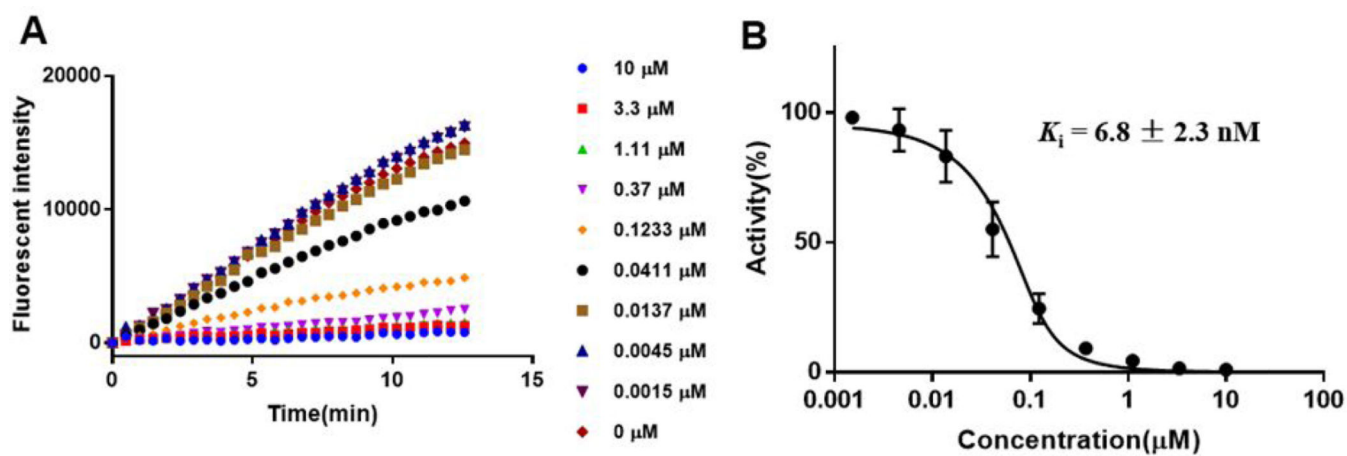 A
20000
10000
0
Fluorescent intensity
0
5
10
15
Time(min)
10 μM
3.3 μM
1.11 μM
0.37 μM
0.1233 μM
0.0411 μM
0.0137 μM
0.0045 μM
0.0015 μM
0 μM
B
100
50
0
Activity(%)
Ki = 6.8 ± 2.3 nM
0.001
0.01
0.1
1
10
100
Concentration(μM)